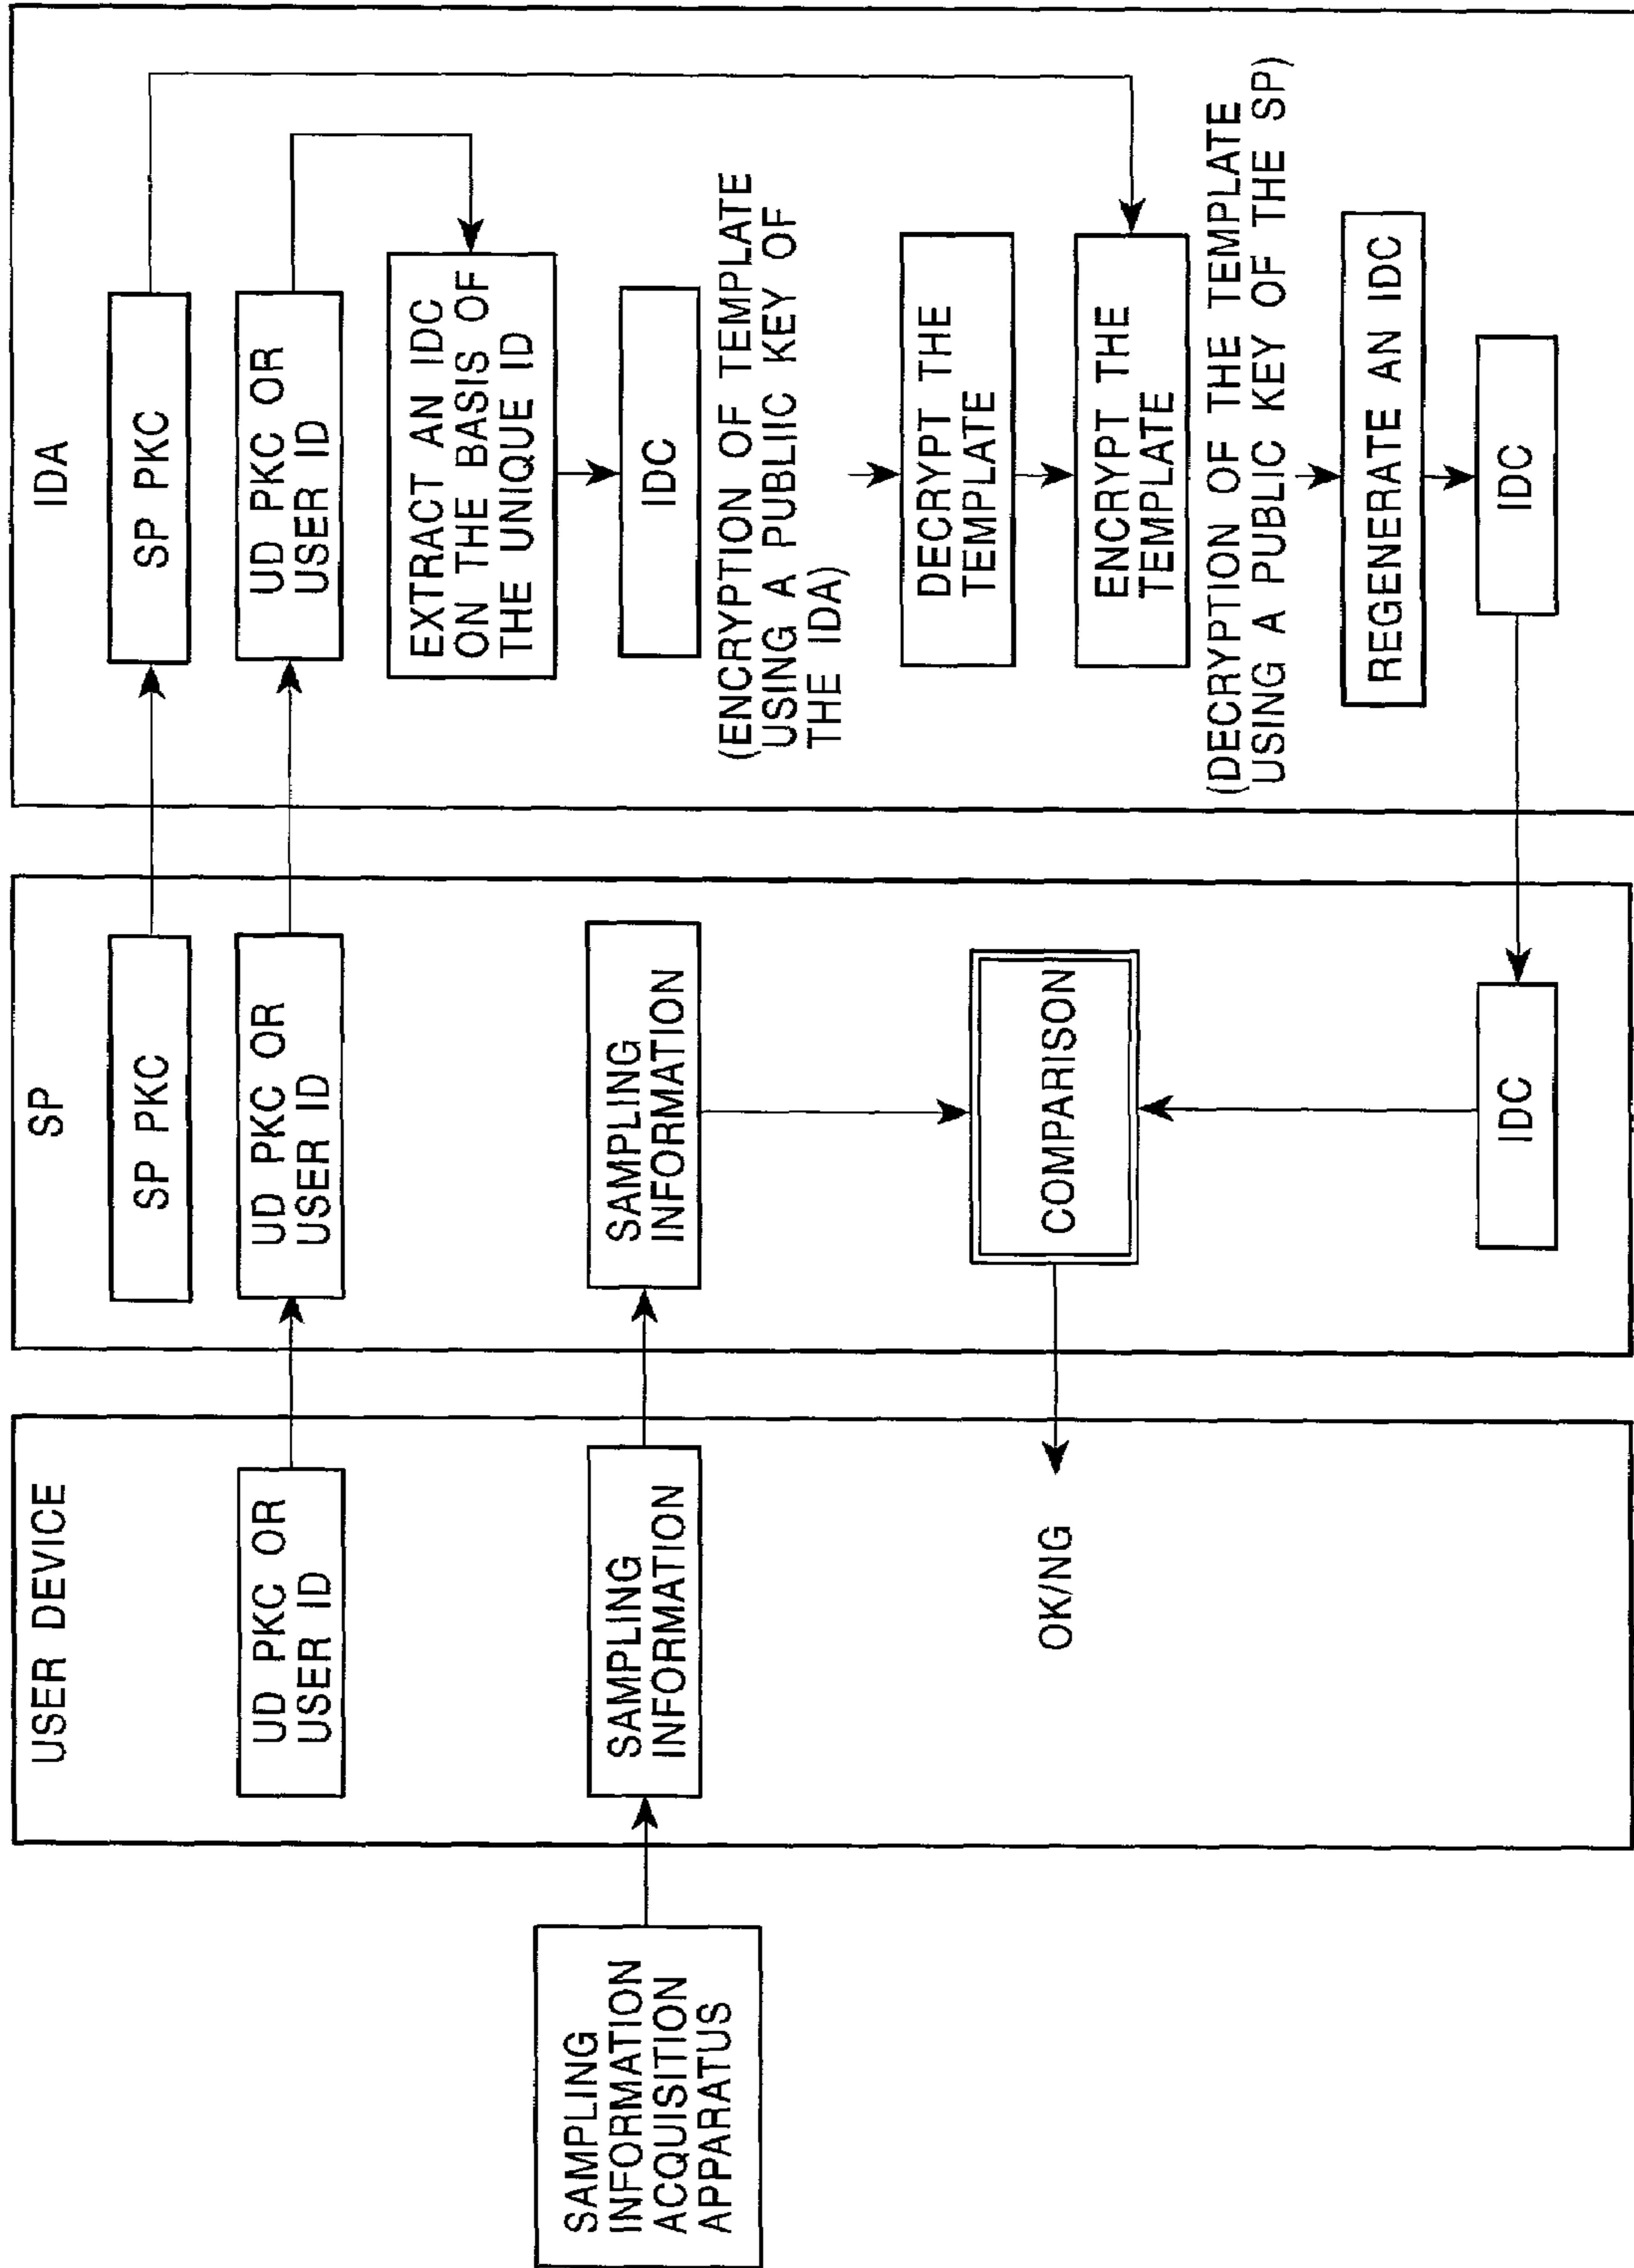 SAMPLING
INFORMATION
ACQUISITION
APPARATUS
USER DEVICE
UD PKC OR
USER ID
SAMPLING
INFORMATION
OK/NG
SP
SP PKC
UD PKC OR
USER ID
SAMPLING
INFORMATION
COMPARISON
IDC
IDA
SP PKC
UD PKC OR
USER ID
EXTRACT AN IDC
ON THE BASIS OF
THE UNIQUE ID
IDC
(ENCRYPTION OF TEMPLATE
USING A PUBLIC KEY OF
THE IDA)
DECRYPT THE
TEMPLATE
ENCRYPT THE
TEMPLATE
(DECRYPTION OF THE TEMPLATE
USING A PUBLIC KEY OF THE SP)
REGENERATE AN IDC
IDC